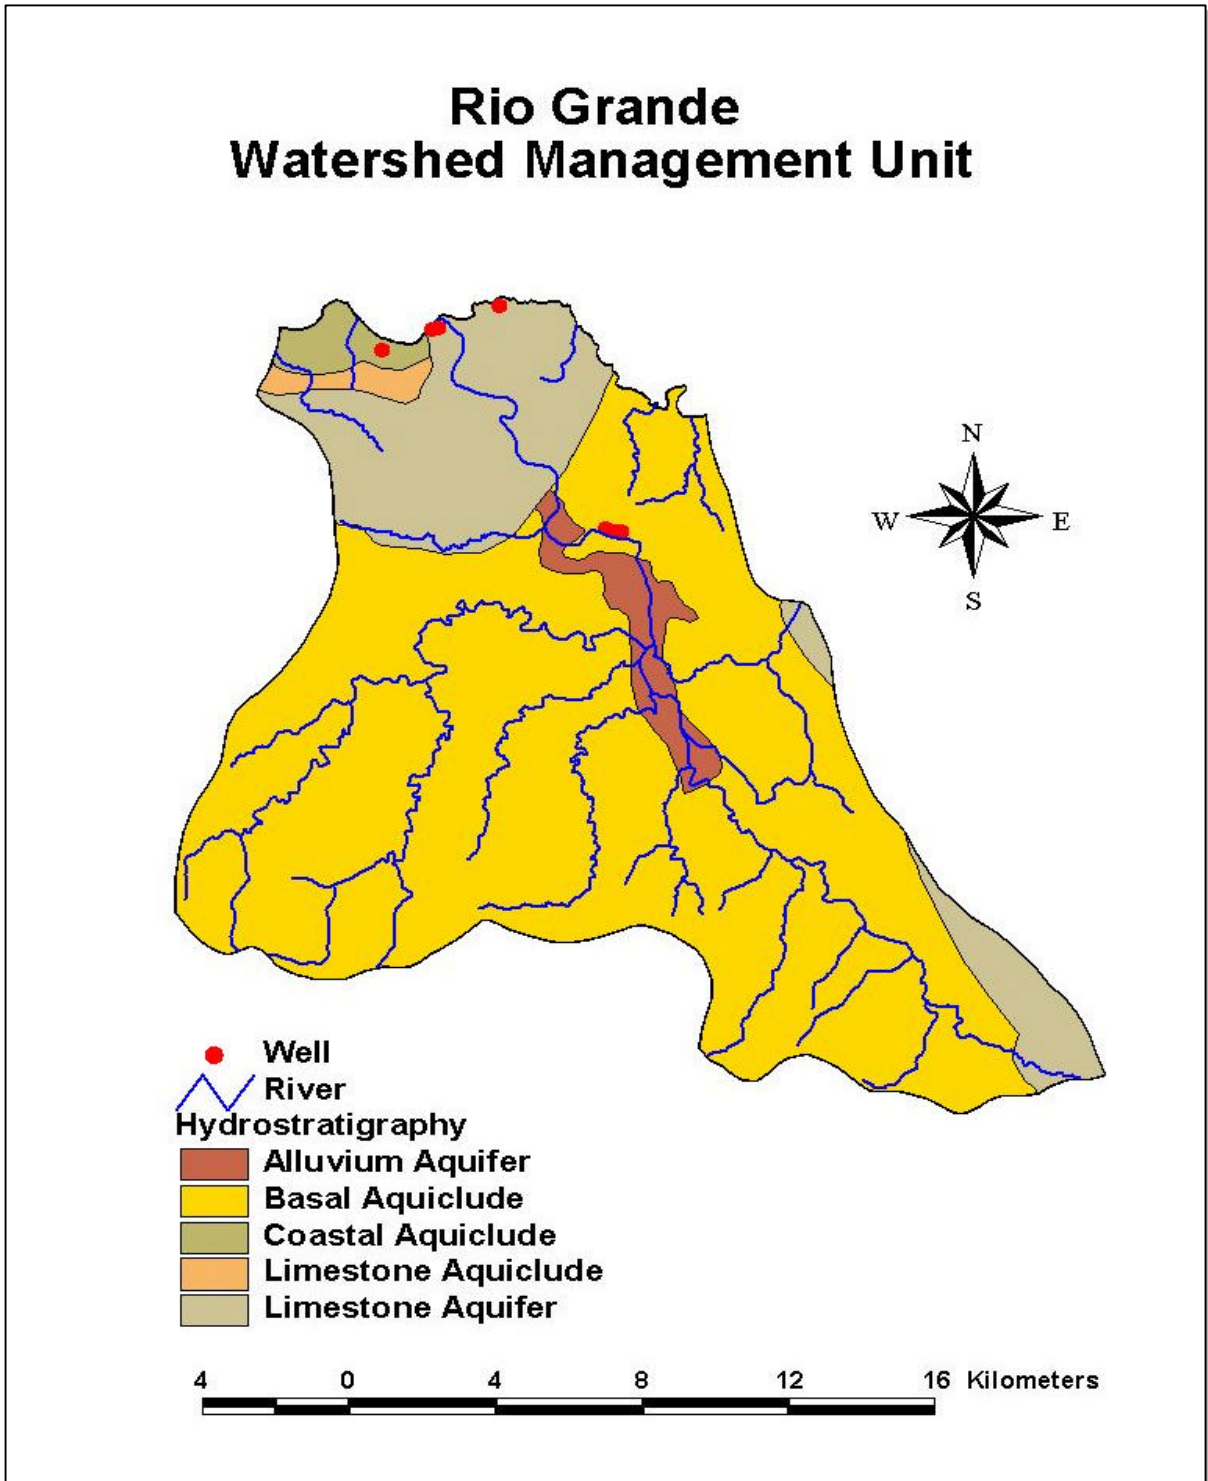 Rio Grande
Watershed Management Unit
N
W E
S
Well
River
Hydrostratigraphy
Alluvium Aquifer
Basal Aquiclude
Coastal Aquiclude
Limestone Aquiclude
Limestone Aquifer
4 0 4 8 12 16 Kilometers